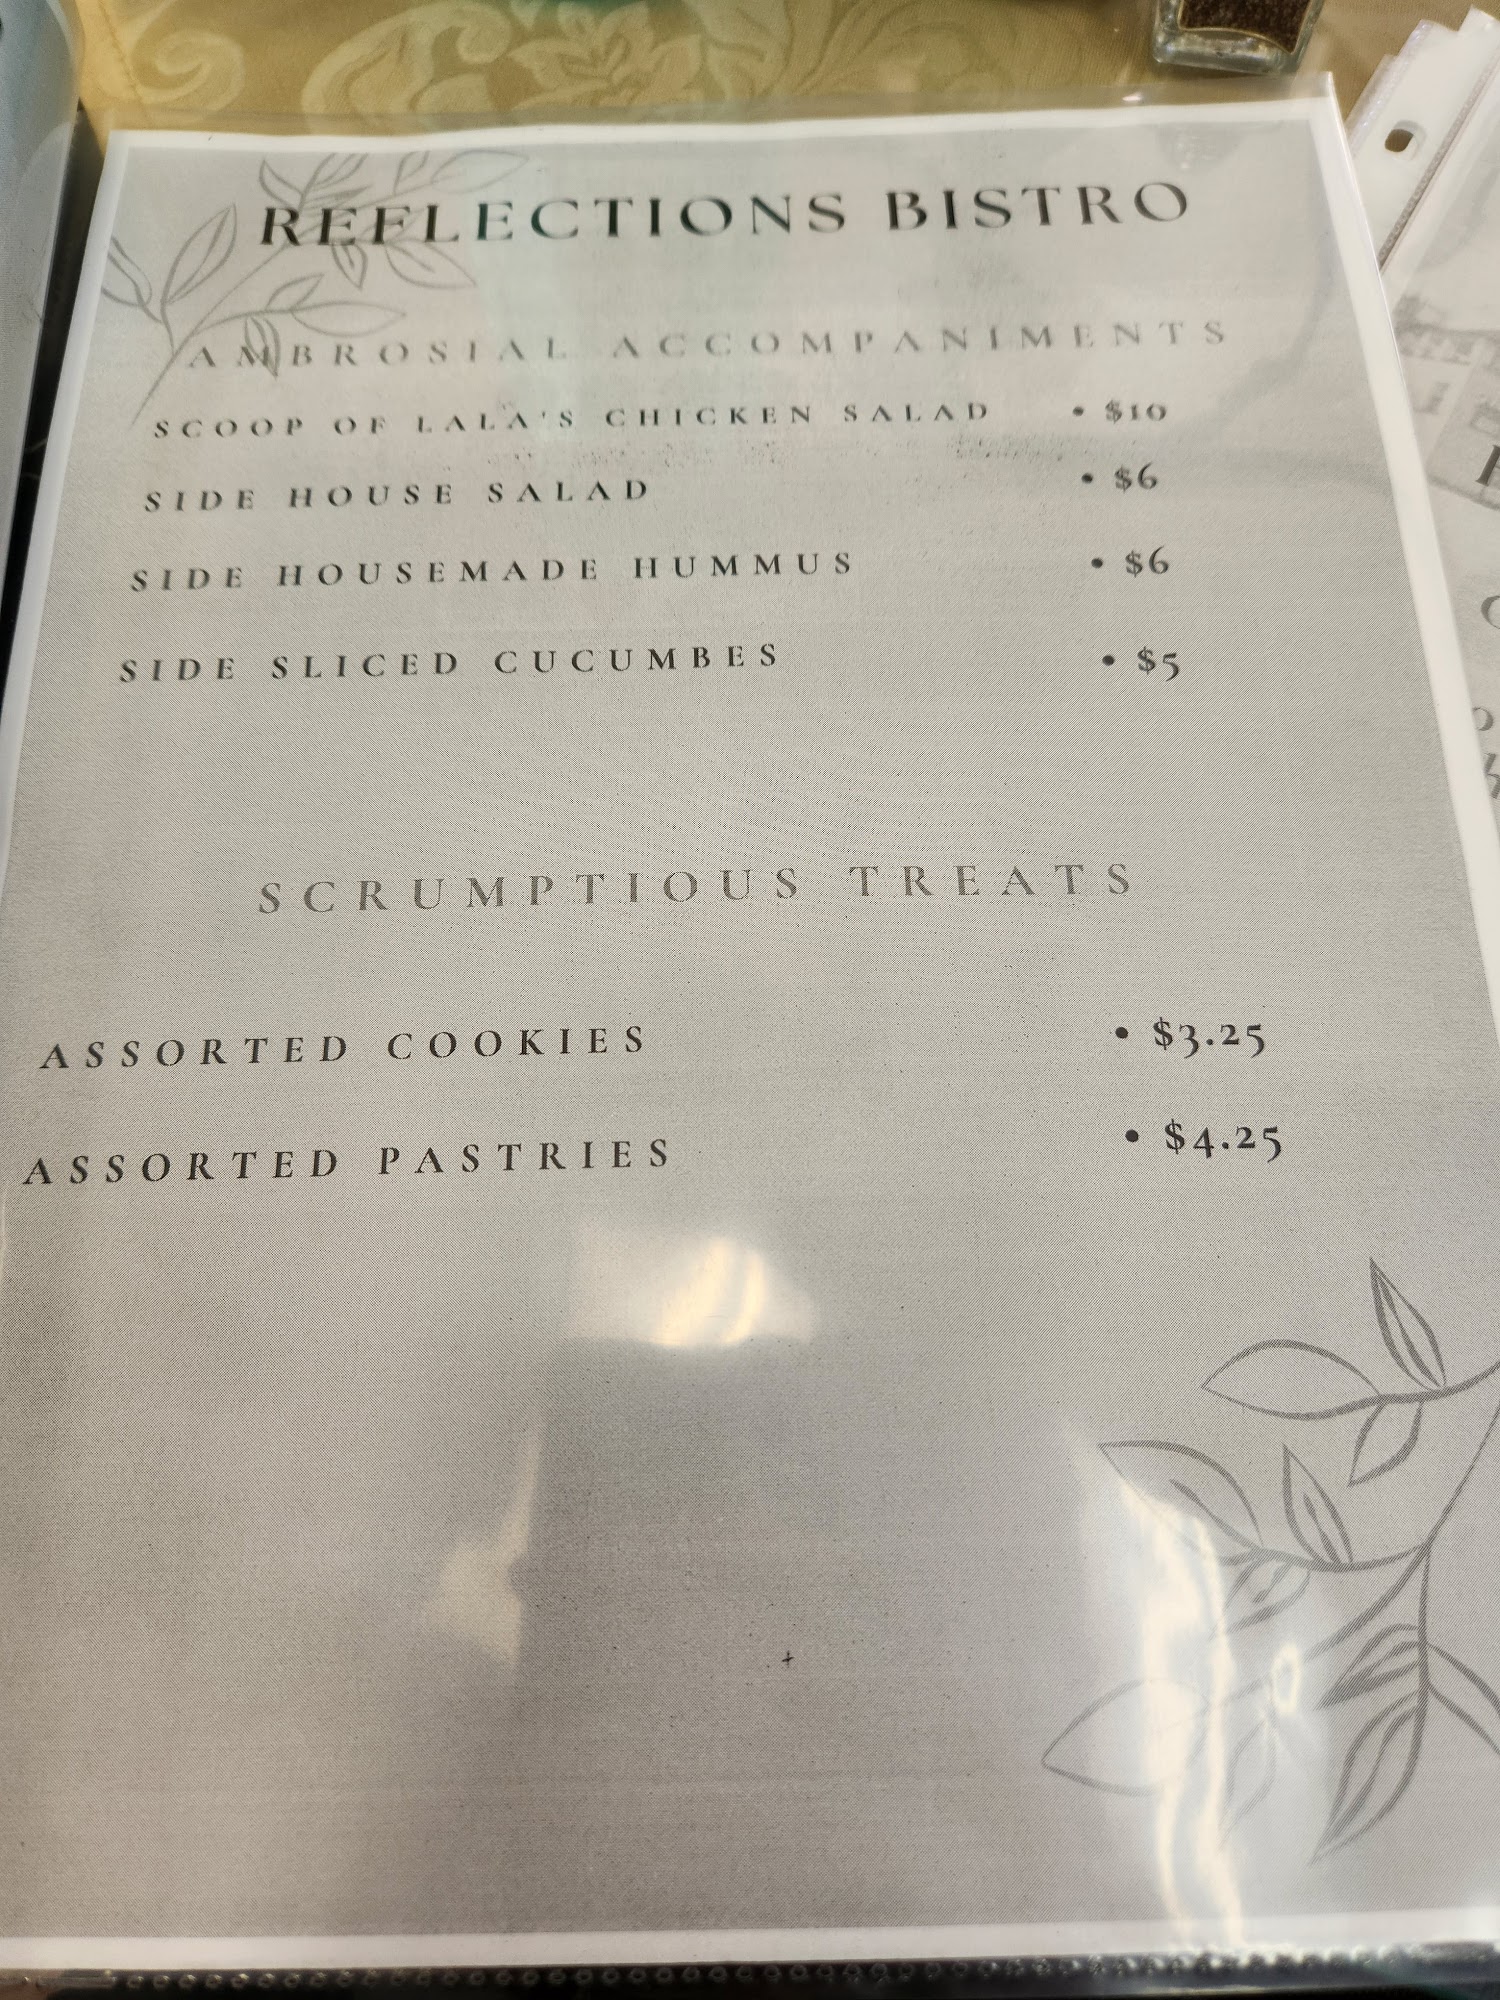 REFLECTIONS BISTRO
AMBROSIAL ACCOMPANIMENTS
SCOOP OF LALA'S CHICKEN SALAD • $10
SIDE HOUSE SALAD • $6
SIDE HOUSEMADE HUMMUS • $6
SIDE SLICED CUCUMBES • $5
SCRUMPTIOUS TREATS
ASSORTED COOKIES • $3.25
ASSORTED PASTRIES • $4.25